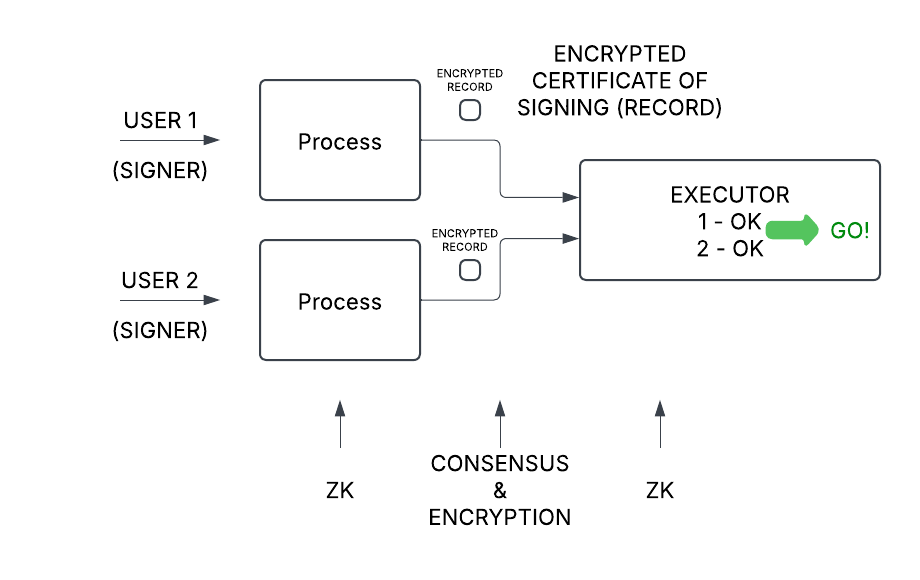 ENCRYPTED
CERTIFICATE OF
SIGNING (RECORD)
ENCRYPTED
RECORD
USER 1
(SIGNER)
Process
EXECUTOR
1 - OK
2 - OK
GO!
ENCRYPTED
RECORD
USER 2
(SIGNER)
Process
ZK
CONSENSUS
&
ENCRYPTION
ZK